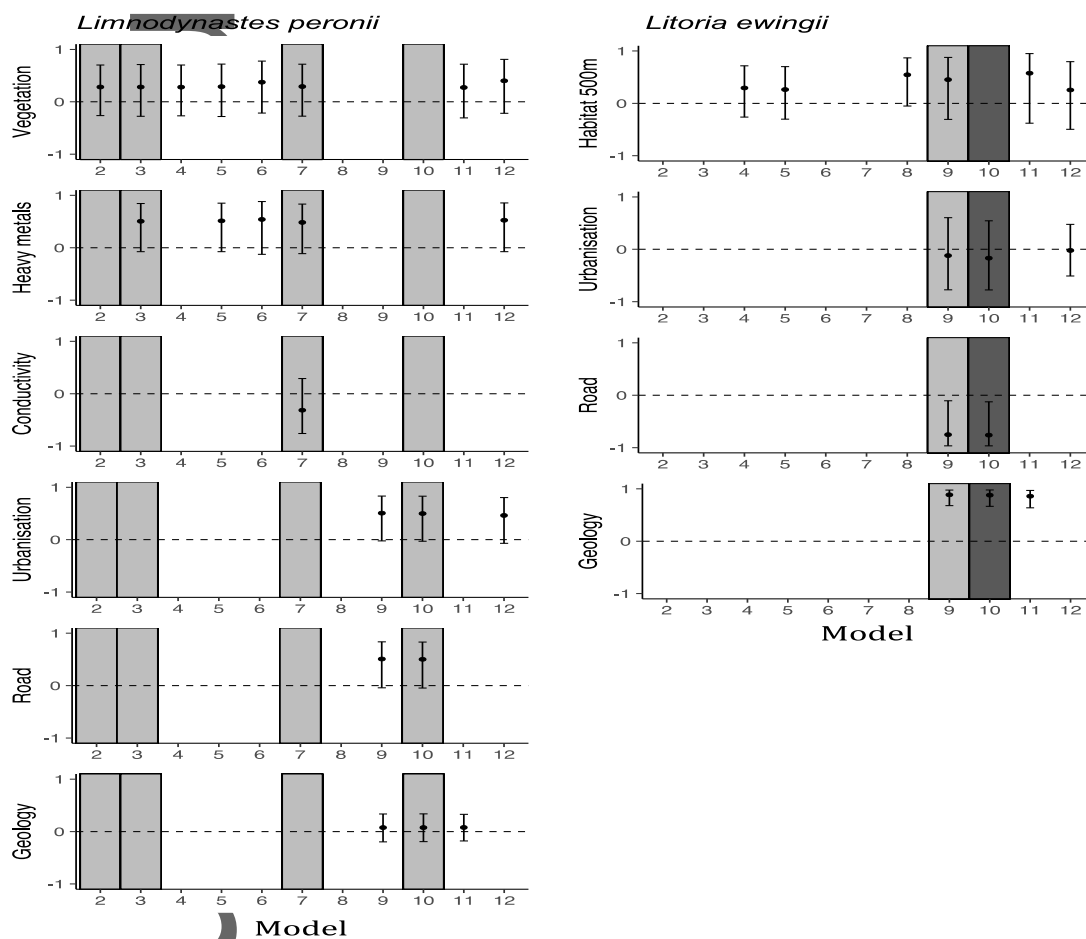 Limnodynastes peronii
Vegetation
1
0
-1
2 3 4 5 6 7 8 9 10 11 12
Heavy metals
1
0
-1
2 3 4 5 6 7 8 9 10 11 12
Conductivity
1
0
-1
2 3 4 5 6 7 8 9 10 11 12
Urbanisation
1
0
-1
2 3 4 5 6 7 8 9 10 11 12
Road
1
0
-1
2 3 4 5 6 7 8 9 10 11 12
Geology
1
0
-1
2 3 4 5 6 7 8 9 10 11 12
Model
Litoria ewingii
Habitat 500m
1
0
-1
2 3 4 5 6 7 8 9 10 11 12
Urbanisation
1
0
-1
2 3 4 5 6 7 8 9 10 11 12
Road
1
0
-1
2 3 4 5 6 7 8 9 10 11 12
Geology
1
0
-1
2 3 4 5 6 7 8 9 10 11 12
Model